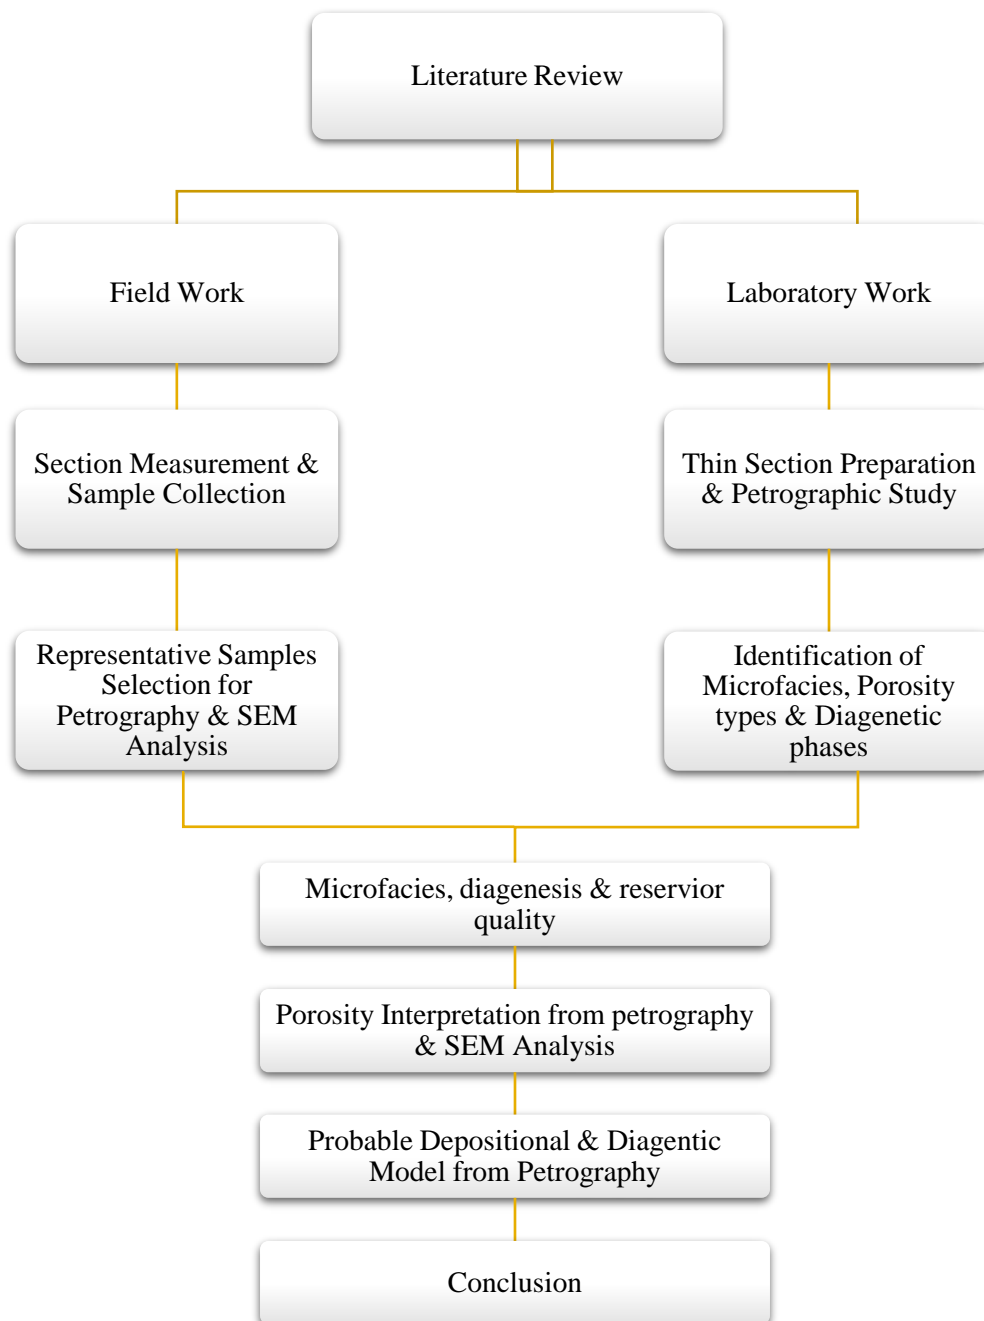 Literature Review
Field Work
Laboratory Work
Section Measurement &
Sample Collection
Thin Section Preparation
& Petrographic Study
Representative Samples
Selection for
Petrography & SEM
Analysis
Identification of
Microfacies, Porosity
types & Diagenetic
phases
Microfacies, diagenesis & reservior
quality
Porosity Interpretation from petrography
& SEM Analysis
Probable Depositional & Diagentic
Model from Petrography
Conclusion